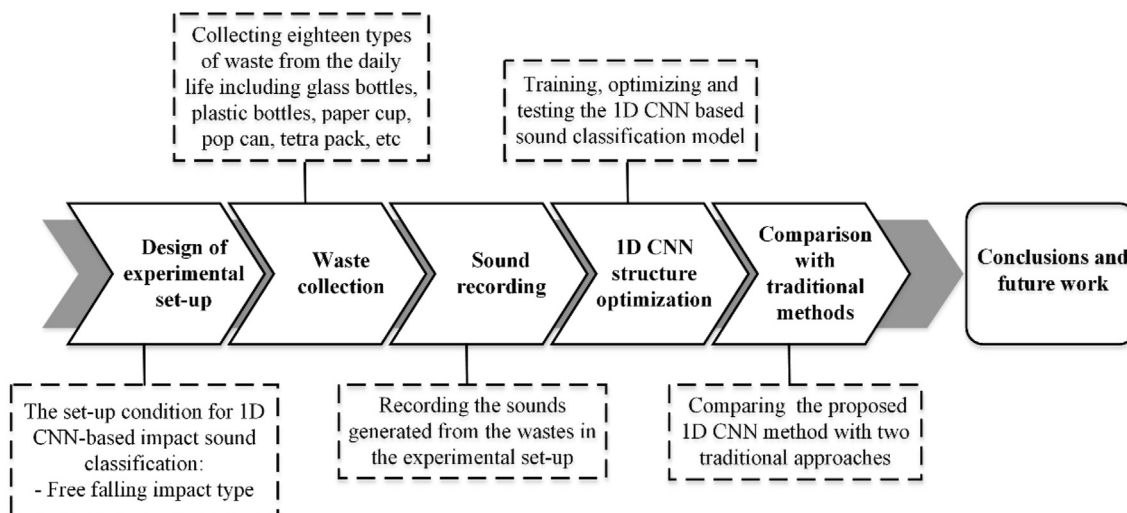 Collecting eighteen types
of waste from the daily
life including glass bottles,
plastic bottles, paper cup,
pop can, tetra pack, etc
Training, optimizing and
testing the 1D CNN based
sound classification model
Design of
experimental
set-up
Waste
collection
Sound
recording
1D CNN
structure
optimization
Comparison
with
traditional
methods
Conclusions and
future work
The set-up condition for 1D
CNN-based impact sound
classification:
- Free falling impact type
Recording the sounds
generated from the wastes in
the experimental set-up
Comparing the proposed
1D CNN method with two
traditional approaches